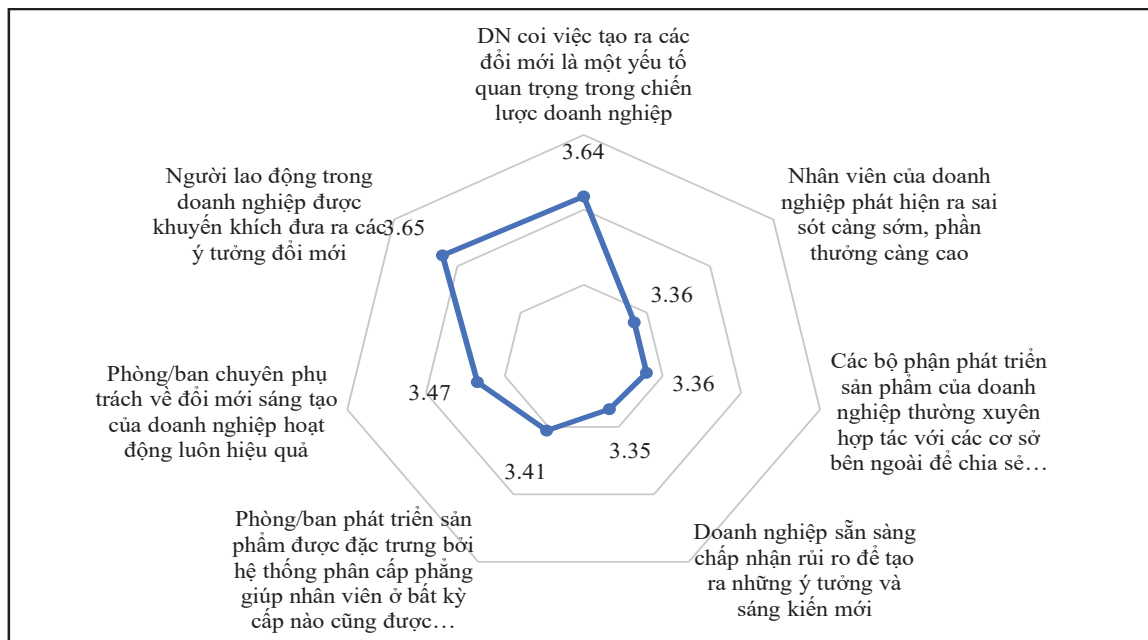 DN coi việc tạo ra các
đổi mới là một yếu tố
quan trọng trong chiến
lược doanh nghiệp
3.64
Nhân viên của doanh
nghiệp phát hiện ra sai
sót càng sớm, phần
thưởng càng cao
3.36
Các bộ phận phát triển
sản phẩm của doanh
nghiệp thường xuyên
hợp tác với các cơ sở
bên ngoài để chia sẻ…
3.36
Doanh nghiệp sẵn sàng
chấp nhận rủi ro để tạo
ra những ý tưởng và
sáng kiến mới
3.35
Phòng/ban phát triển sản
phẩm được đặc trưng bởi
hệ thống phân cấp phẳng
giúp nhân viên ở bất kỳ
cấp nào cũng được…
3.41
Phòng/ban chuyên phụ
trách về đổi mới sáng tạo
của doanh nghiệp hoạt
động luôn hiệu quả
3.47
Người lao động trong
doanh nghiệp được
khuyến khích đưa ra các
ý tưởng đổi mới
3.65